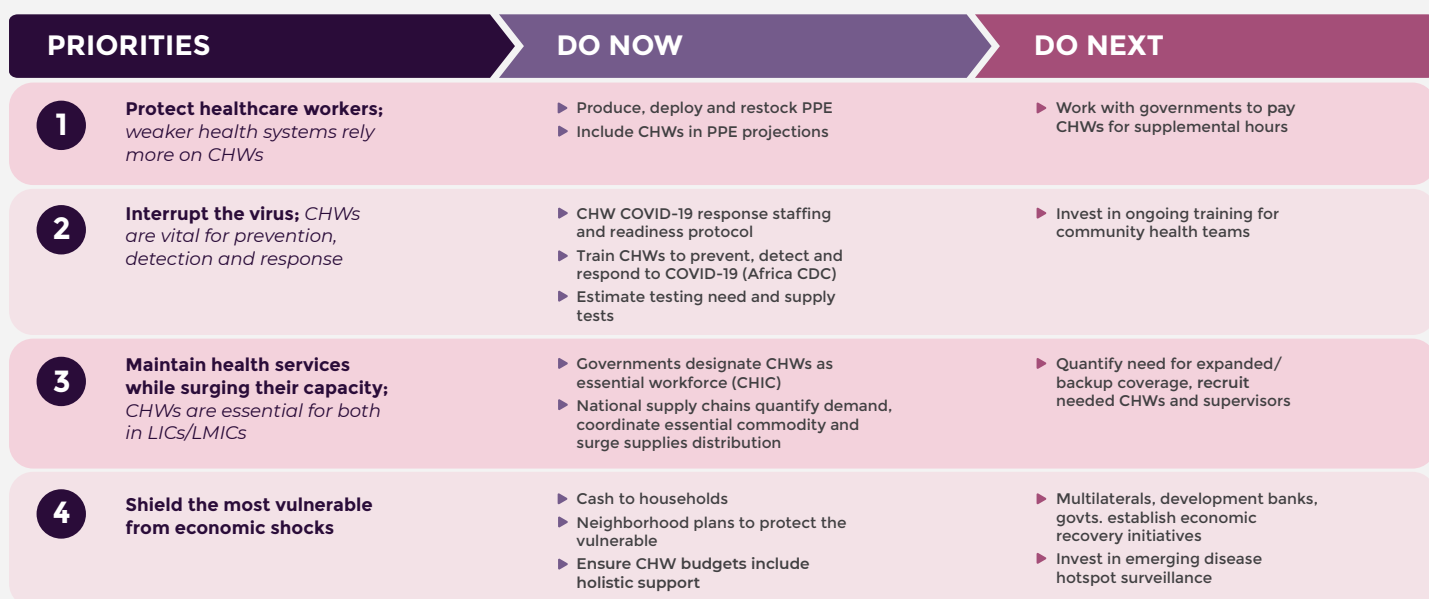 PRIORITIES
DO NOW
DO NEXT
1
Protect healthcare workers;
weaker health systems rely
more on CHWs
Produce, deploy and restock PPE
Include CHWs in PPE projections
Work with governments to pay
CHWs for supplemental hours
2
Interrupt the virus; CHWs
are vital for prevention,
detection and response
CHW COVID-19 response staffing
and readiness protocol
Train CHWs to prevent, detect and
respond to COVID-19 (Africa CDC)
Estimate testing need and supply
tests
Invest in ongoing training for
community health teams
3
Maintain health services
while surging their capacity;
CHWs are essential for both
in LICs/LMICs
Governments designate CHWs as
essential workforce (CHIC)
National supply chains quantify demand,
coordinate essential commodity and
surge supplies distribution
Quantify need for expanded/
backup coverage, recruit
needed CHWs and supervisors
4
Shield the most vulnerable
from economic shocks
Cash to households
Neighborhood plans to protect the
vulnerable
Ensure CHW budgets include
holistic support
Multilaterals, development banks,
govts. establish economic
recovery initiatives
Invest in emerging disease
hotspot surveillance